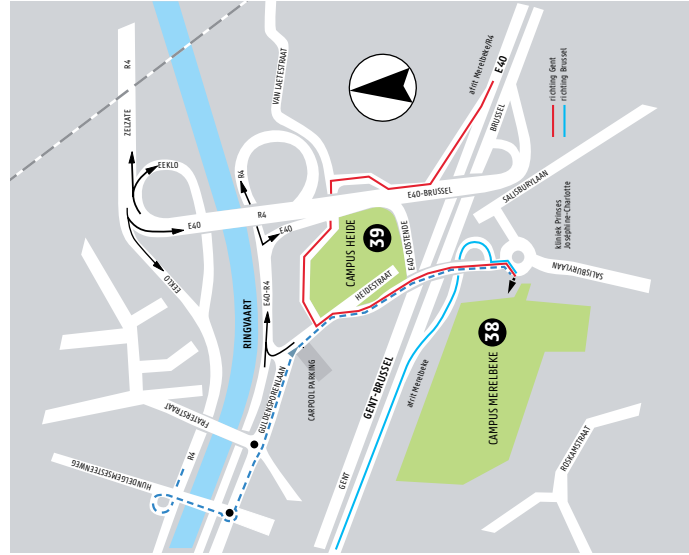 R4
ZELZATE
EEKLO
EEKLO
E40
R4
E40
R4
VAN LAETESTRAAT
afrit Merelbeke/R4
E40
BRUSSEL
richting Gent
richting Brussel
E40-BRUSSEL
SALISBURYLAAN
kliniek Prinses
Joséphine-Charlotte
SALISBURYLAAN
CAMPUS HEIDE
39
E40-OOSTENDE
HEIDESTRAAT
RINGVAART
E40-R4
GULDENSPORENLAAN
CARPOOL PARKING
GENT-BRUSSEL
afrit Merelbeke
38
CAMPUS MERELBEKE
FRATERSTRAAT
R4
HUNDELGEMSESTEENWEG
GENT
ROSKAMSTRAAT